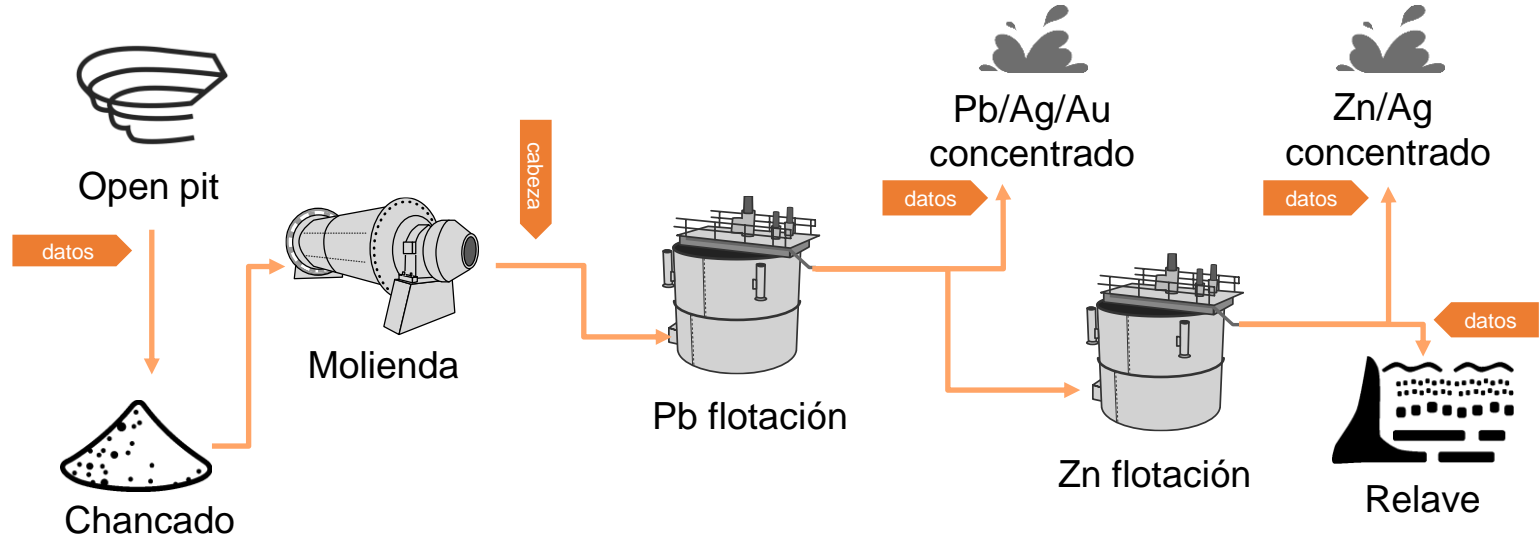 Open pit
datos
Chancado
Molienda
cabeza
Pb flotación
Pb/Ag/Au
concentrado
datos
Zn flotación
Zn/Ag
concentrado
datos
datos
Relave